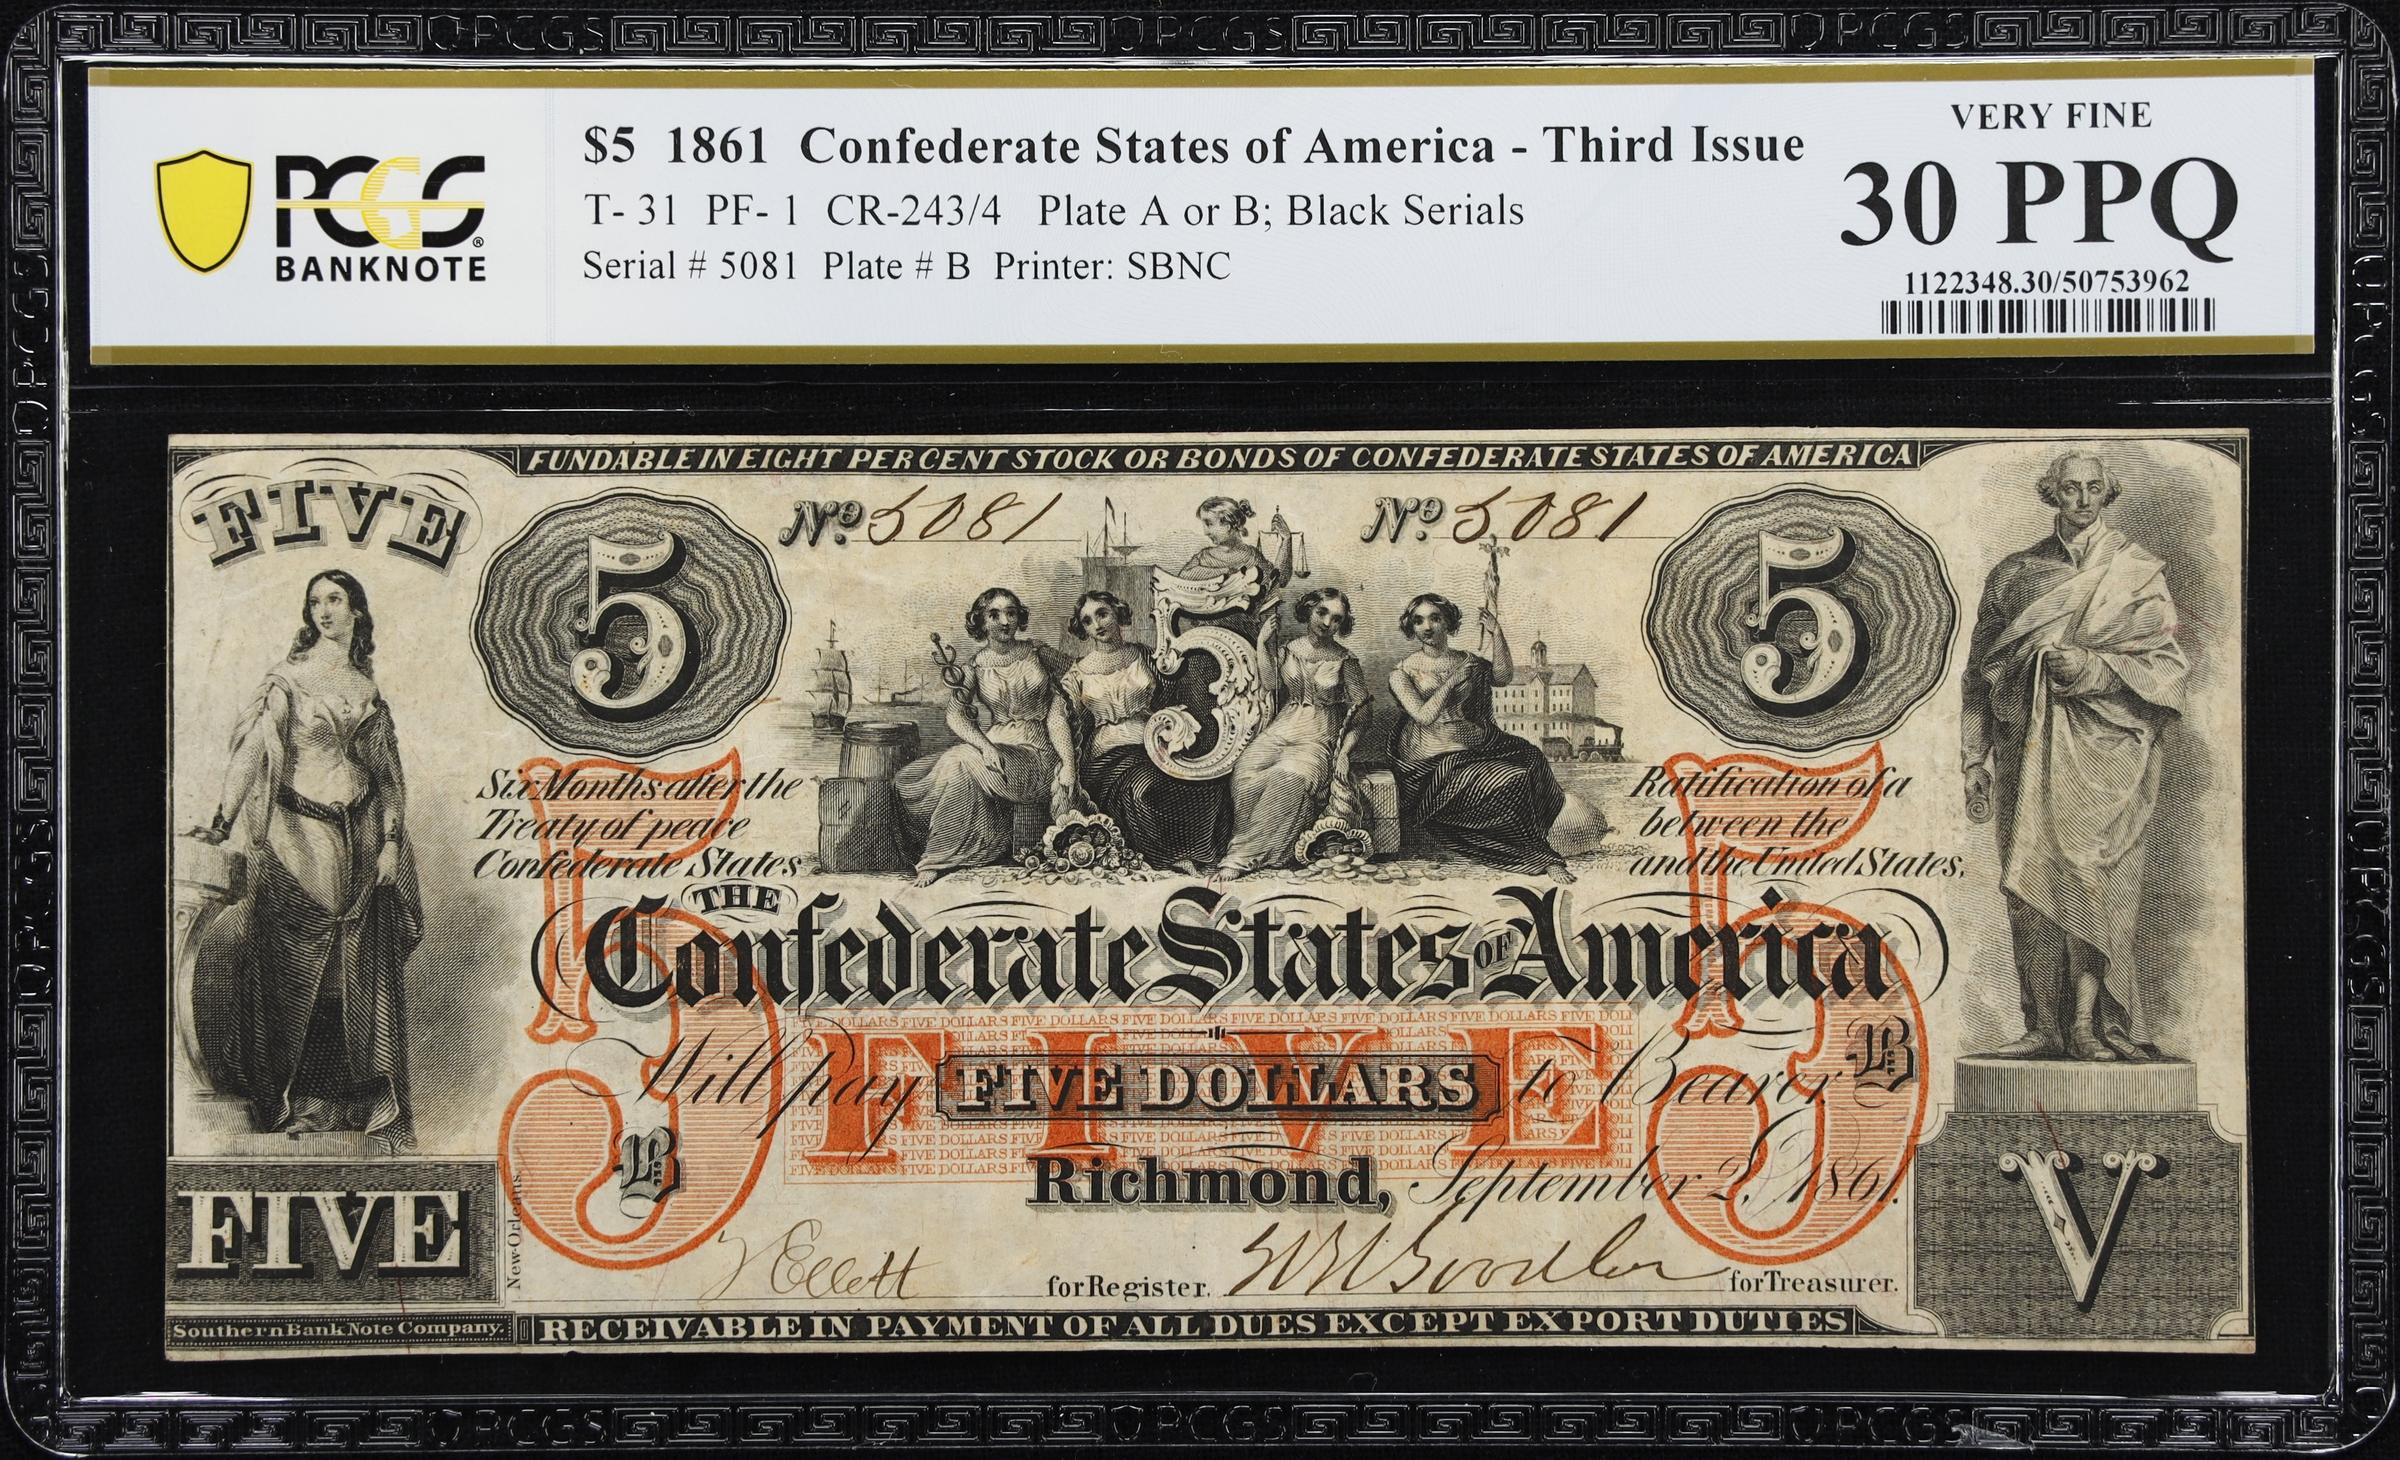 $5 1861 Confederate States of America - Third Issue
T- 31 PF- 1 CR-243/4 Plate A or B; Black Serials
Serial # 5081 Plate # B Printer: SBNC
PCGS
BANKNOTE
VERY FINE
30 PPQ
1122348.30/50753962
FUNDABLE IN EIGHT PER CENT STOCK OR BONDS OF CONFEDERATE STATES OF AMERICA
FIVE
5
No. 5081
No. 5081
5
5
Six Months after the
Treaty of peace
Confederate States
Ratification of a
between the
and the United States,
THE
Confederate States of America
5
5
FIVE
Will pay FIVE DOLLARS to Bearer
B
B
Richmond, September 2, 1861.
FIVE
V
New-Orleans.
J Ellett for Register.
for Treasurer.
Southern Bank Note Company.
RECEIVABLE IN PAYMENT OF ALL DUES EXCEPT EXPORT DUTIES